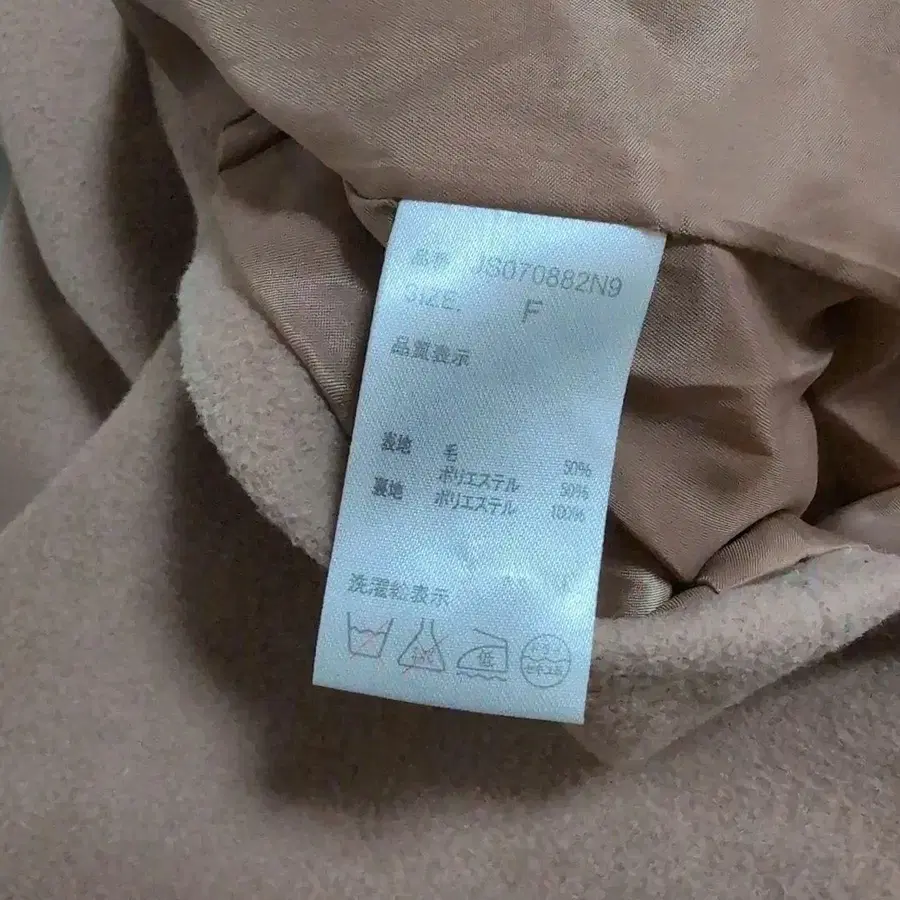 品番 JS070882N9
SIZE. F
品質表示
表地 毛 50%
ポリエステル 50%
裏地 ポリエステル 100%
洗濯絵表示
低